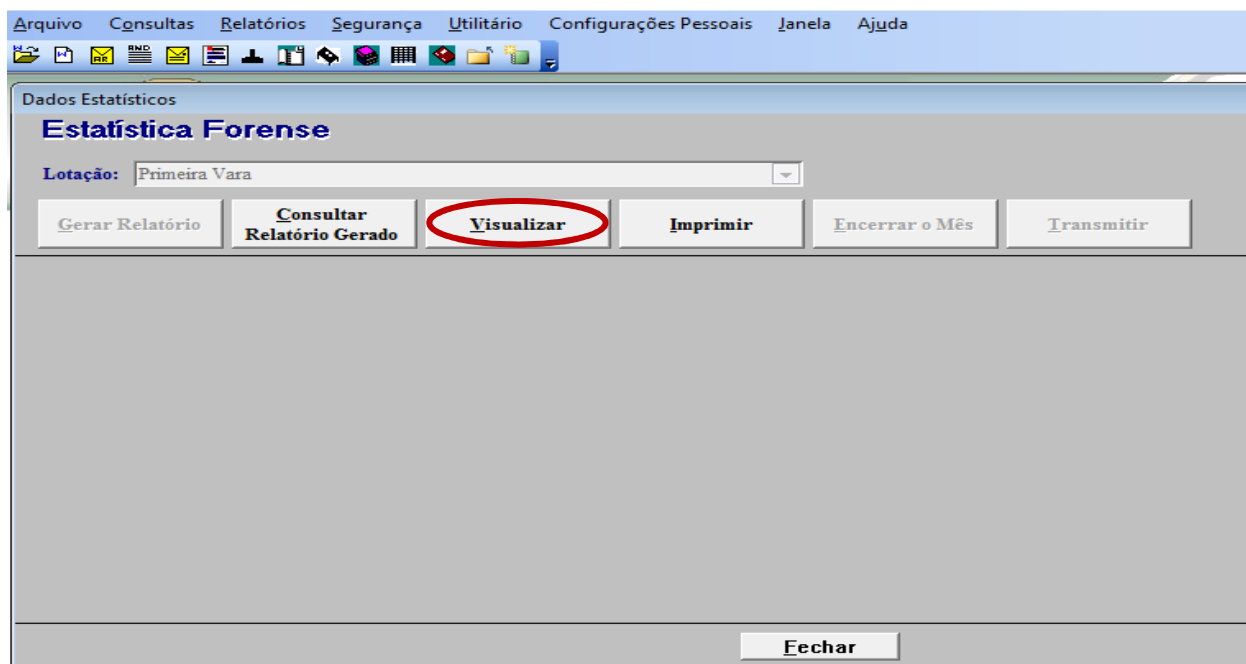 Arquivo Consultas Relatórios Segurança Utilitário Configurações Pessoais Janela Ajuda
Dados Estatísticos
Estatística Forense
Lotação: Primeira Vara
Gerar Relatório Consultar Relatório Gerado Visualizar Imprimir Encerrar o Mês Transmitir
Fechar